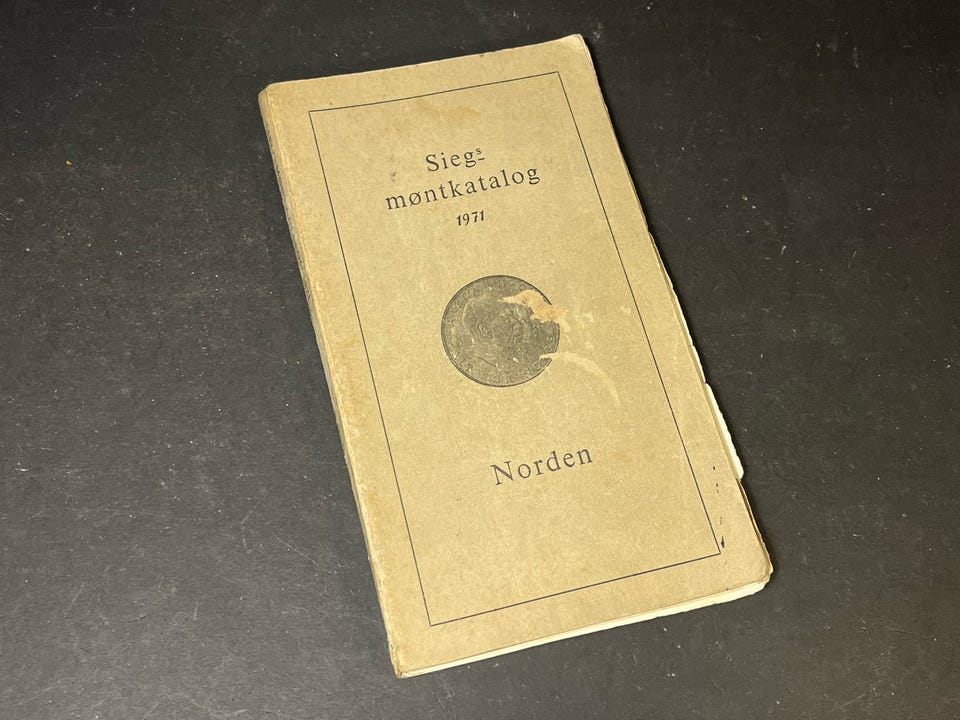 Siegs
møntkatalog
1971
Norden